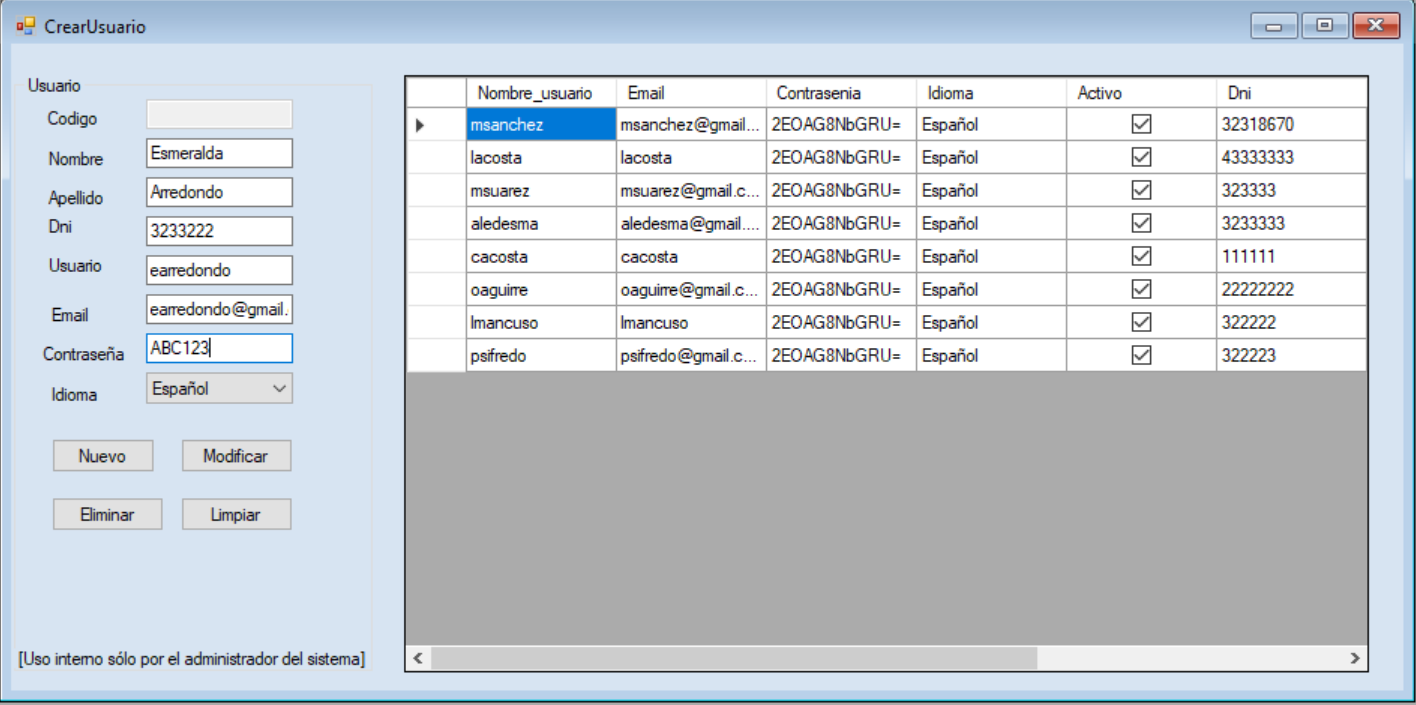 CrearUsuario
Usuario
Codigo
Nombre Esmeralda
Apellido Arredondo
Dni 3233222
Usuario earredondo
Email earredondo@gmail.
Contraseña ABC123
Idioma Español
Nuevo Modificar
Eliminar Limpiar
[Uso interno sólo por el administrador del sistema]
Nombre_usuario Email Contrasenia Idioma Activo Dni
msanchez msanchez@gmail... 2EOAG8NbGRU= Español 32318670
lacosta lacosta 2EOAG8NbGRU= Español 43333333
msuarez msuarez@gmail.c... 2EOAG8NbGRU= Español 323333
aledesma aledesma@gmail.... 2EOAG8NbGRU= Español 3233333
cacosta cacosta 2EOAG8NbGRU= Español 111111
oaguirre oaguirre@gmail.c... 2EOAG8NbGRU= Español 22222222
lmancuso lmancuso 2EOAG8NbGRU= Español 322222
psifredo psifredo@gmail.c... 2EOAG8NbGRU= Español 322223